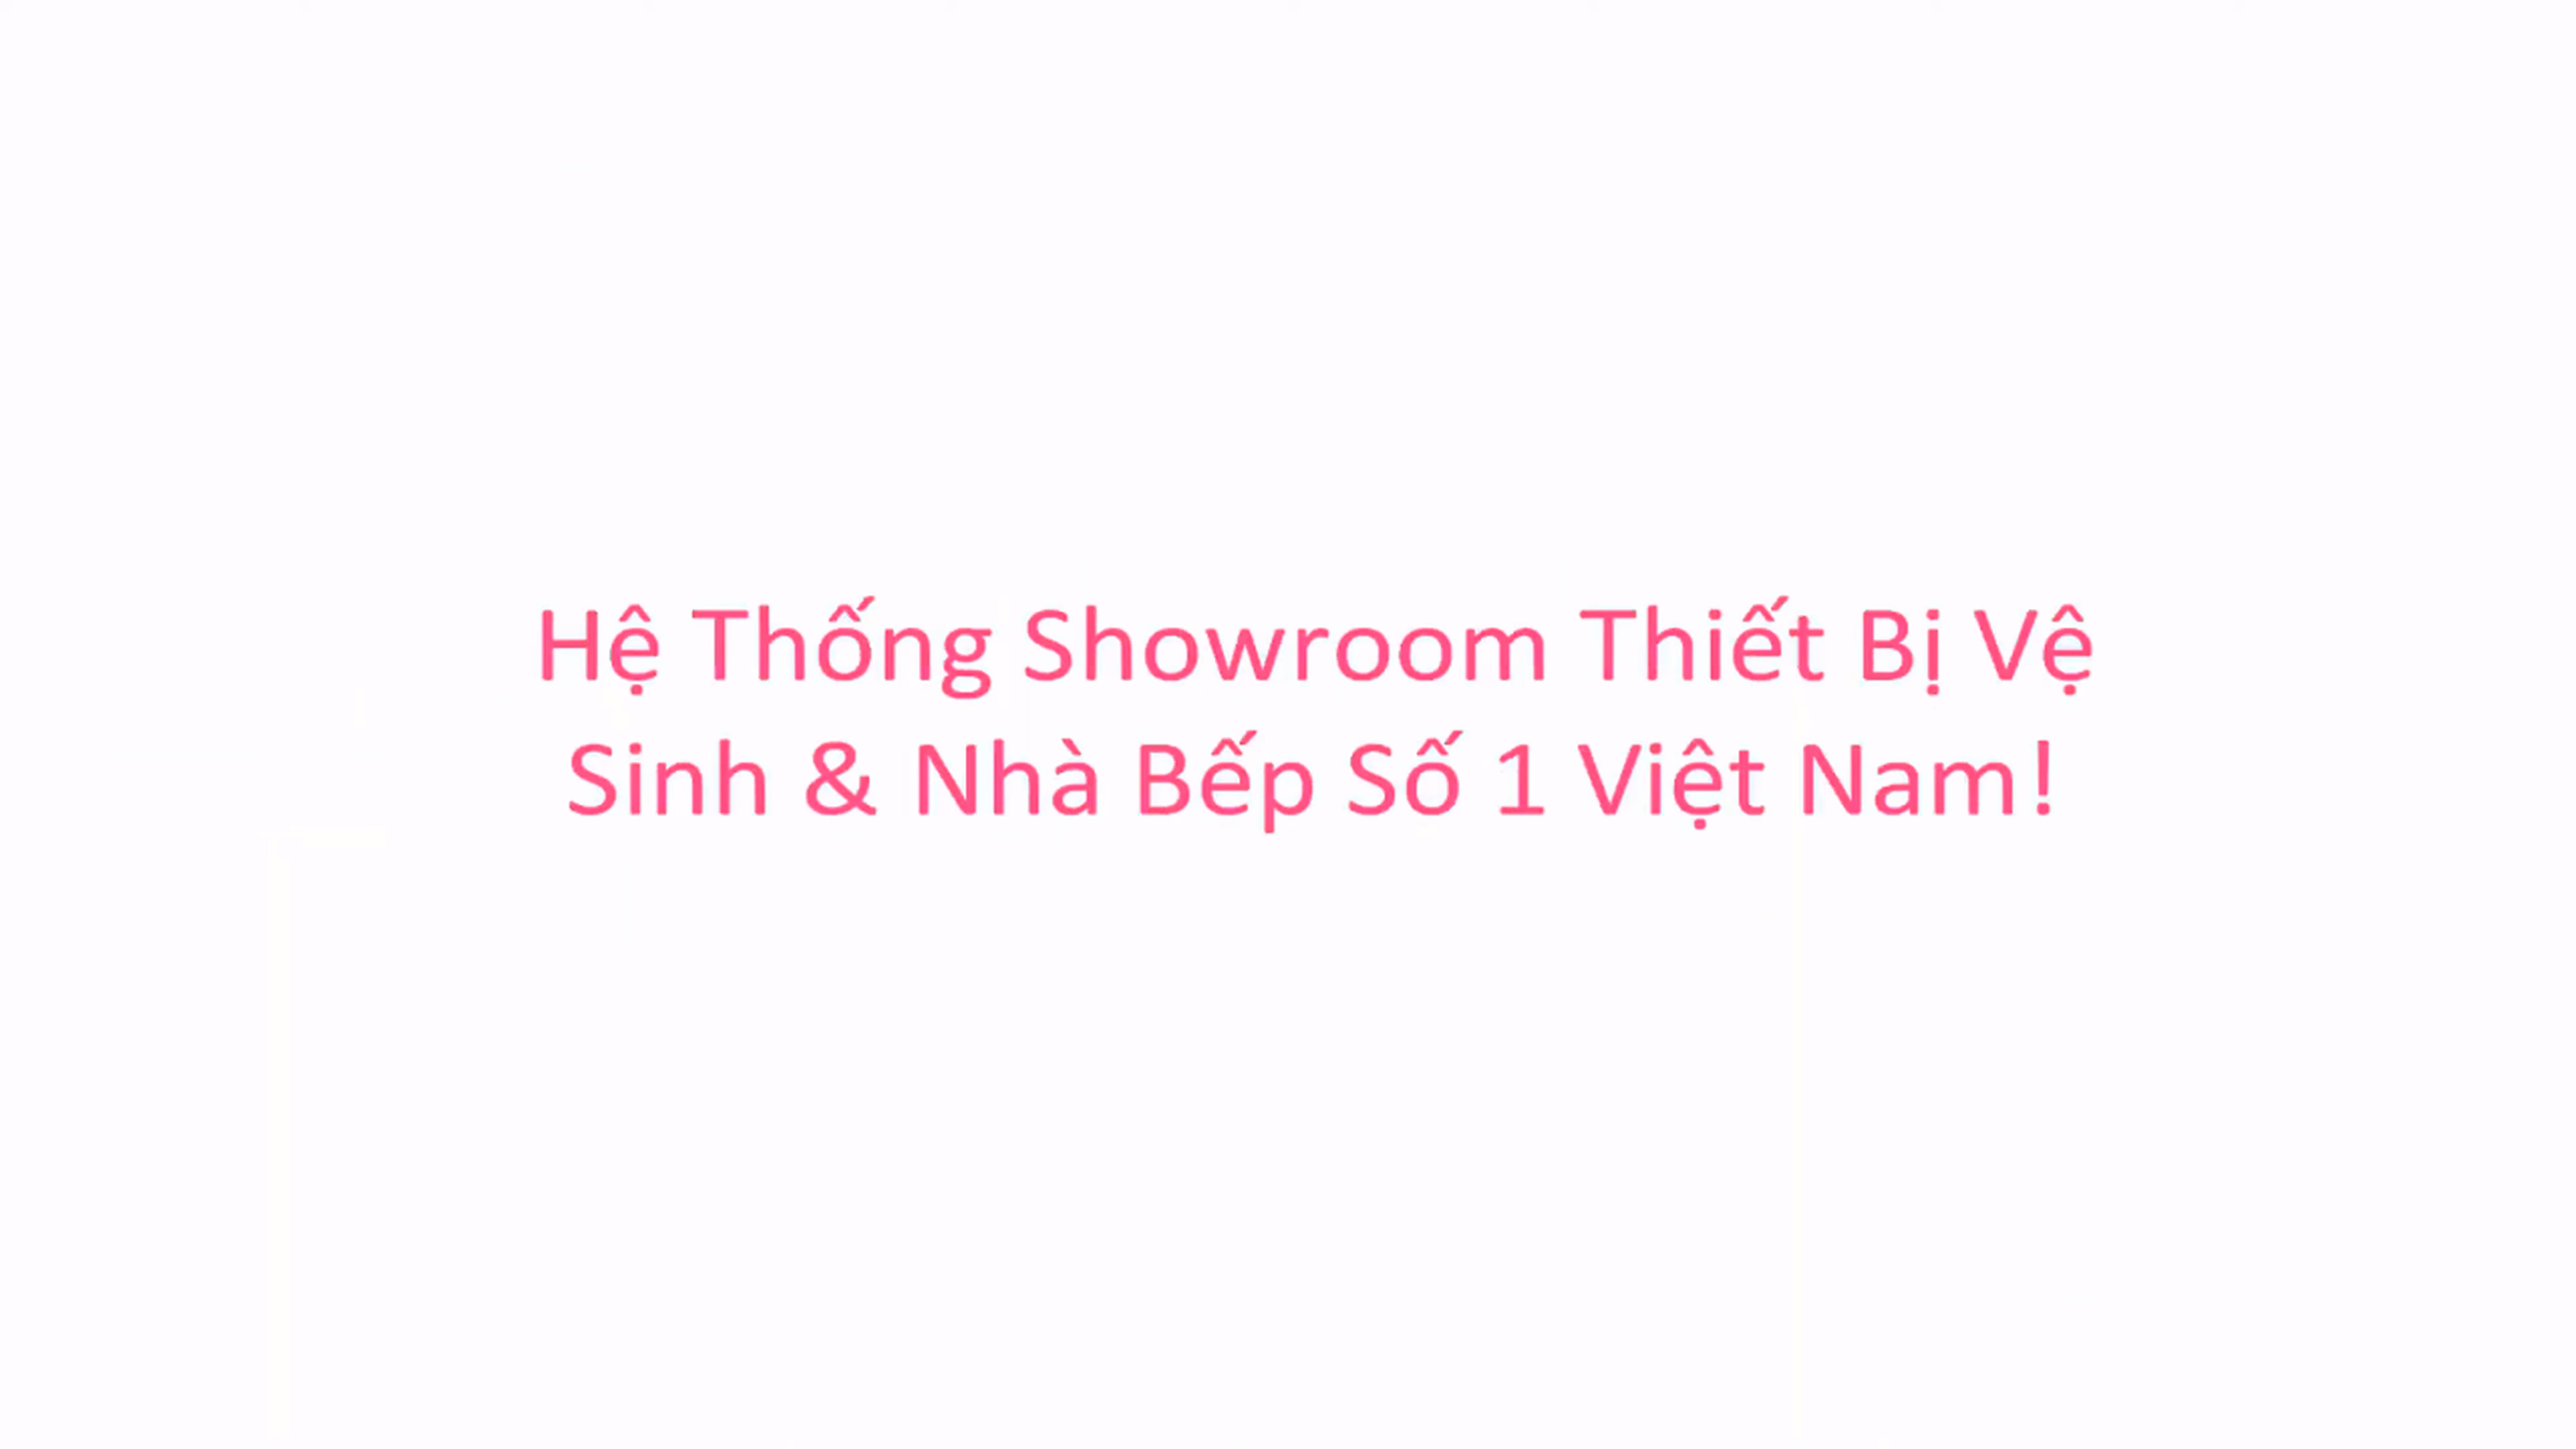 Hệ Thống Showroom Thiết Bị Vệ
Sinh & Nhà Bếp Số 1 Việt Nam!